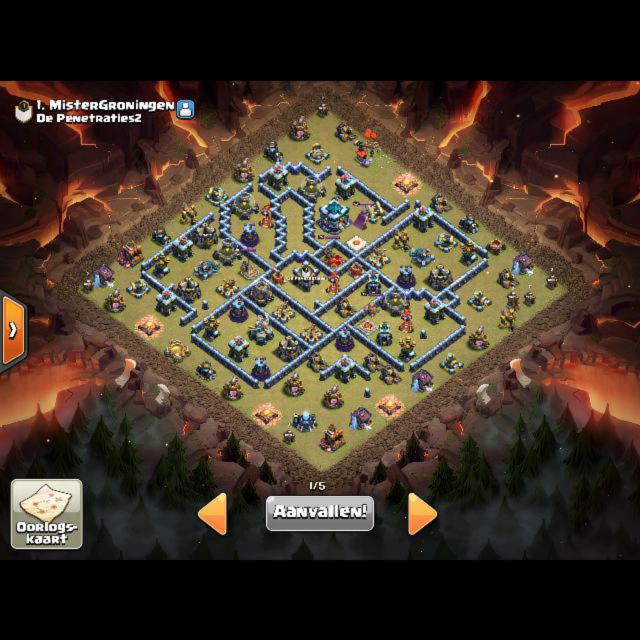 1. MisterGroningen
De Penetraties2
1/5
Aanvallen!
Oorlogs-
kaart